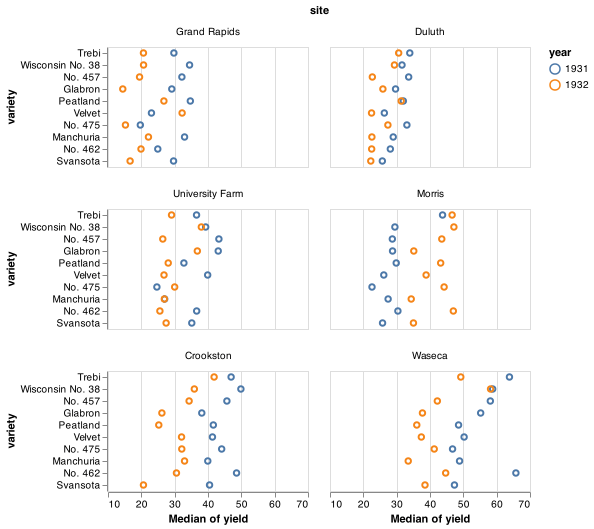 site
Grand Rapids
Duluth
variety
Trebi
Wisconsin No. 38
No. 457
Glabron
Peatland
Velvet
No. 475
Manchuria
No. 462
Svansota
year
1931
1932
University Farm
Morris
variety
Trebi
Wisconsin No. 38
No. 457
Glabron
Peatland
Velvet
No. 475
Manchuria
No. 462
Svansota
Crookston
Waseca
variety
Trebi
Wisconsin No. 38
No. 457
Glabron
Peatland
Velvet
No. 475
Manchuria
No. 462
Svansota
10 20 30 40 50 60 70
10 20 30 40 50 60 70
Median of yield
Median of yield